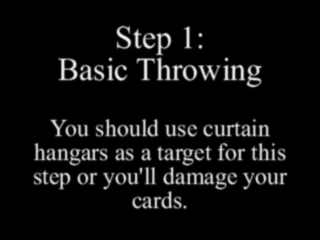 Step 1:
Basic Throwing
You should use curtain
hangars as a target for this
step or you'll damage your
cards.